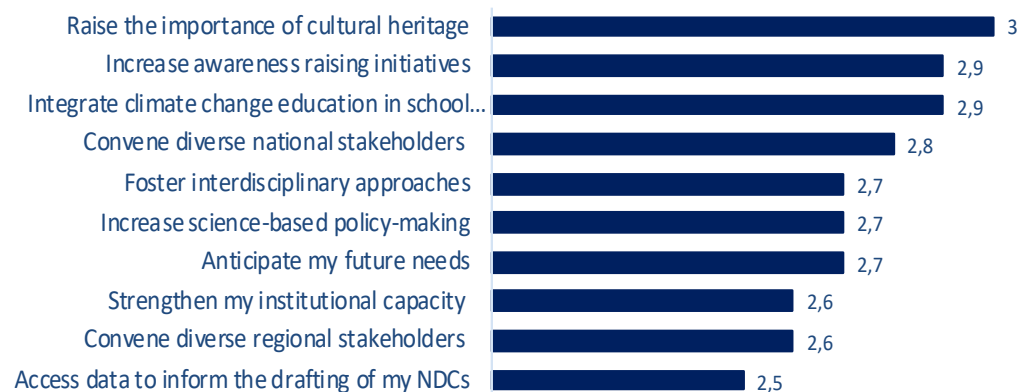 Raise the importance of cultural heritage 3
Increase awareness raising initiatives 2,9
Integrate climate change education in school... 2,9
Convene diverse national stakeholders 2,8
Foster interdisciplinary approaches 2,7
Increase science-based policy-making 2,7
Anticipate my future needs 2,7
Strengthen my institutional capacity 2,6
Convene diverse regional stakeholders 2,6
Access data to inform the drafting of my NDCs 2,5